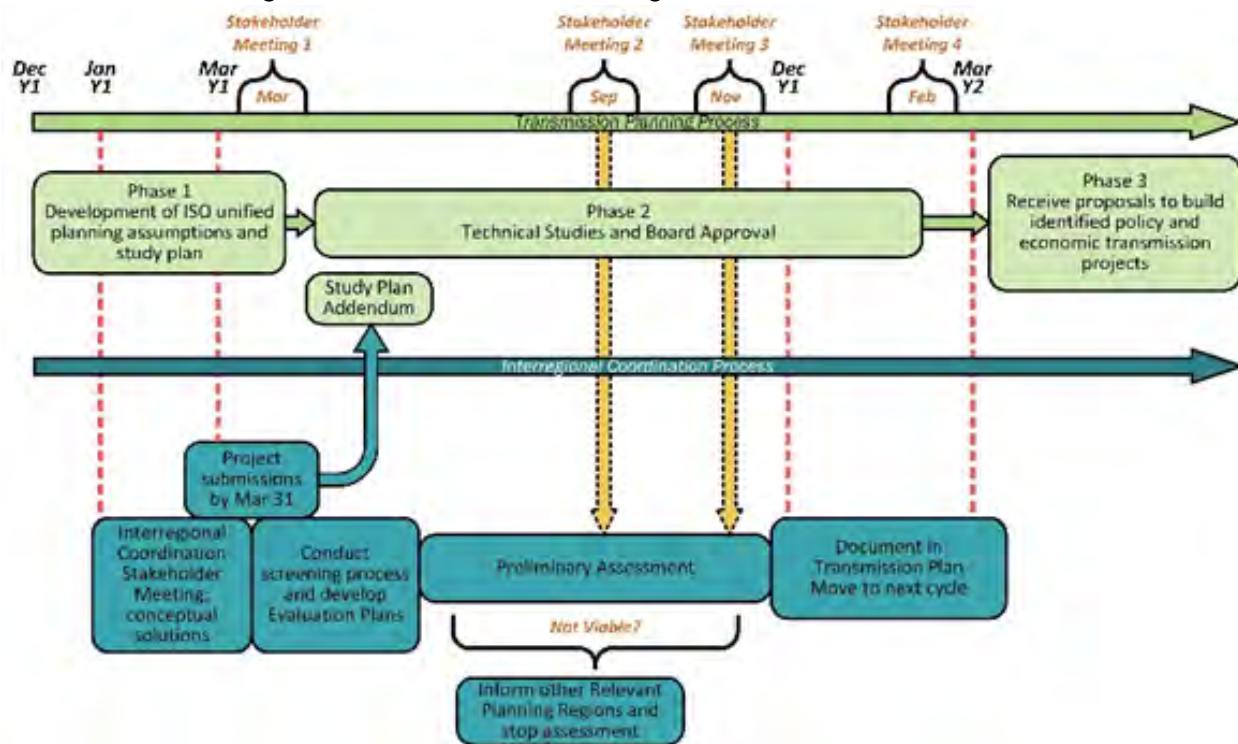 Stakeholder
Meeting 1
Stakeholder
Meeting 2
Stakeholder
Meeting 3
Stakeholder
Meeting 4
Dec
Y1
Jan
Y1
Mar
Y1
Mar
Sep
Nov
Dec
Y1
Feb
Mar
Y2
Transmission Planning Process
Phase 1
Development of ISO unified
planning assumptions and
study plan
Phase 2
Technical Studies and Board Approval
Phase 3
Receive proposals to build
identified policy and
economic transmission
projects
Study Plan
Addendum
Interregional Coordination Process
Project
submissions
by Mar 31
Interregional
Coordination
Stakeholder
Meeting;
conceptual
solutions
Conduct
screening process
and develop
Evaluation Plans
Preliminary Assessment
Document in
Transmission Plan
Move to next cycle
Not Viable?
Inform other Relevant
Planning Regions and
stop assessment